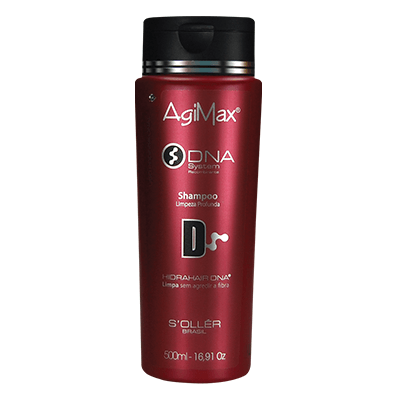 AgiMax®
DNA
System
Shampoo
Limpeza Profunda
D
HIDRAHAIR DNA®
Limpa sem agredir a fibra
S'OLLÉR
BRASIL
500ml - 16,91 Oz